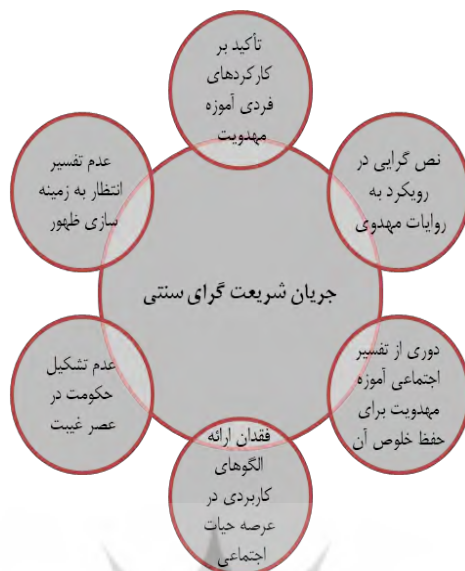 تأکید بر
کارکردهای
فردی آموزه
مهدویت
نص گرایی در
رویکرد به
روایات مهدوی
دوری از تفسیر
اجتماعی آموزه
مهدویت برای
حفظ خلوص آن
فقدان ارائه
الگوهای
کاربردی در
عرصه حیات
اجتماعی
عدم تشکیل
حکومت در
عصر غیبت
عدم تفسیر
انتظار به زمینه
سازی ظهور
جریان شریعت گرای سنتی